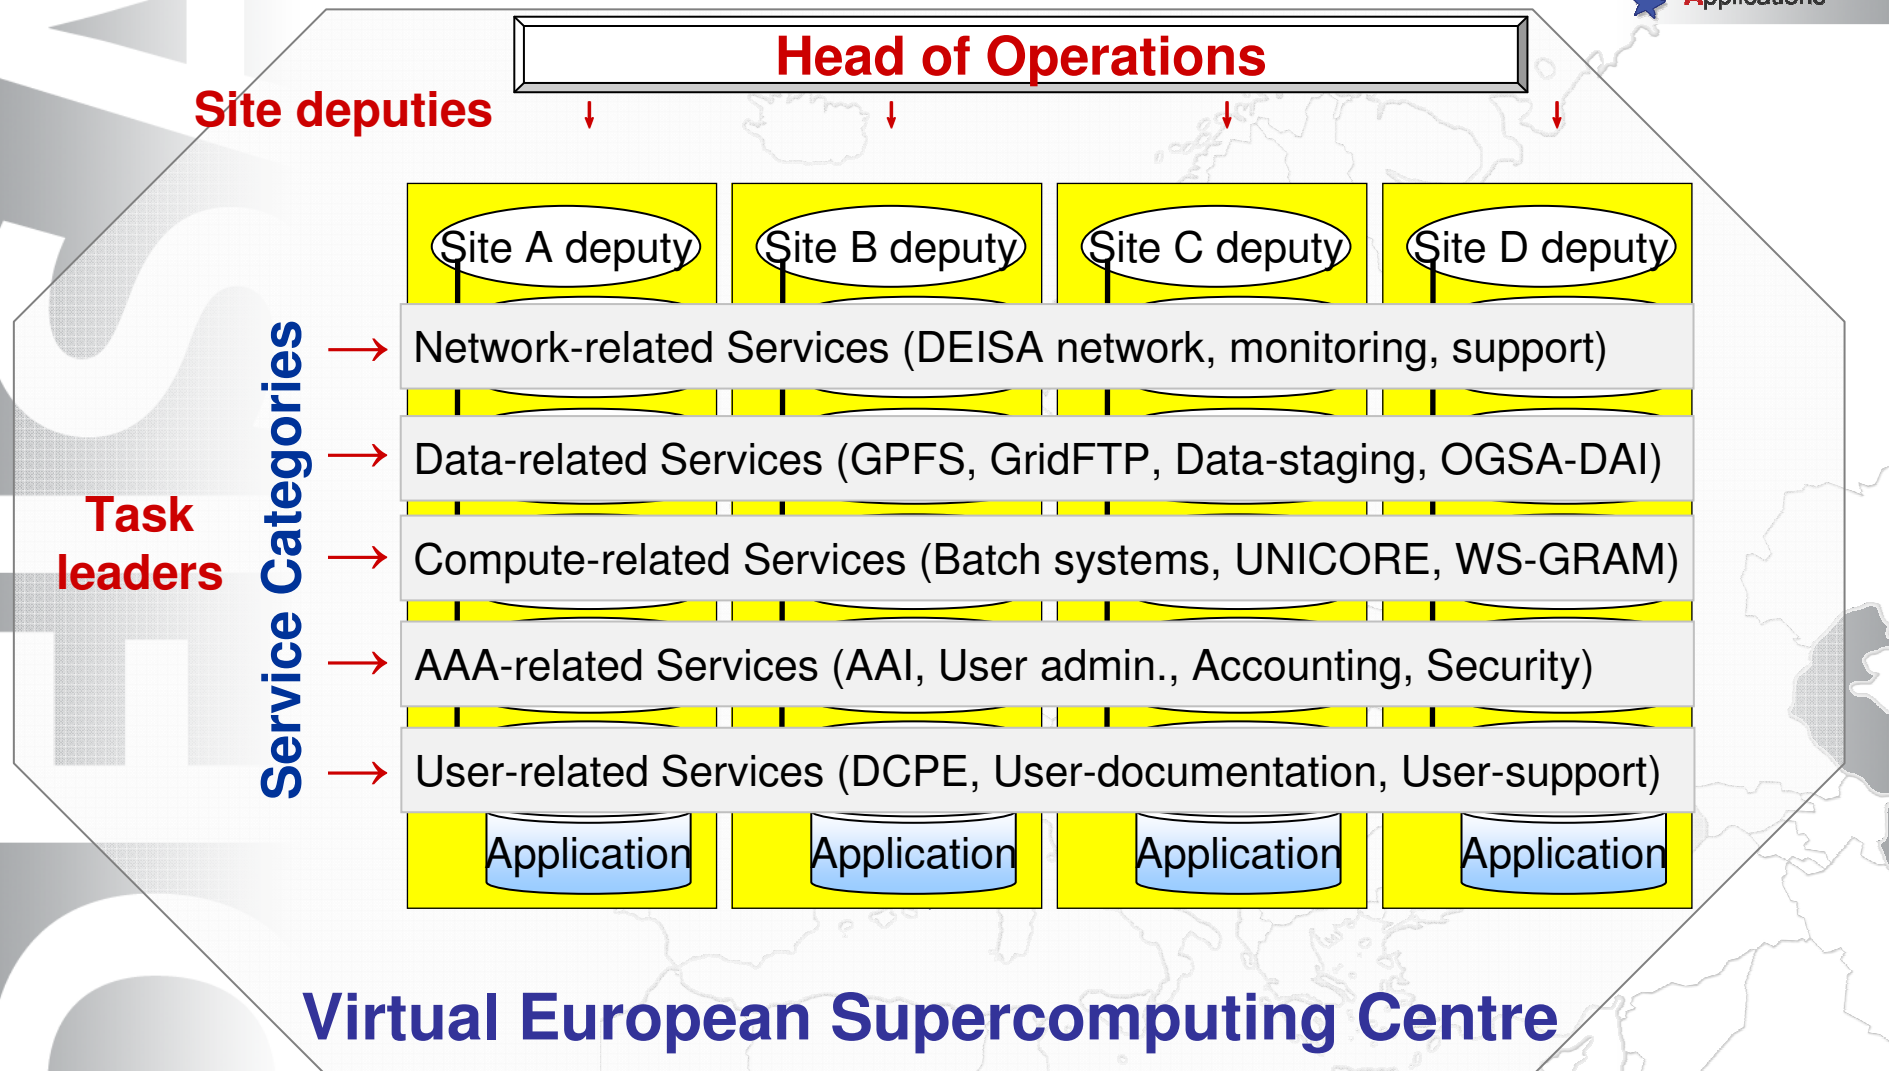 Applications
Head of Operations
Site deputies
Site A deputy
Site B deputy
Site C deputy
Site D deputy
Network-related Services (DEISA network, monitoring, support)
Data-related Services (GPFS, GridFTP, Data-staging, OGSA-DAI)
Compute-related Services (Batch systems, UNICORE, WS-GRAM)
AAA-related Services (AAI, User admin., Accounting, Security)
User-related Services (DCPE, User-documentation, User-support)
Service Categories
Task
leaders
Application
Application
Application
Application
Virtual European Supercomputing Centre